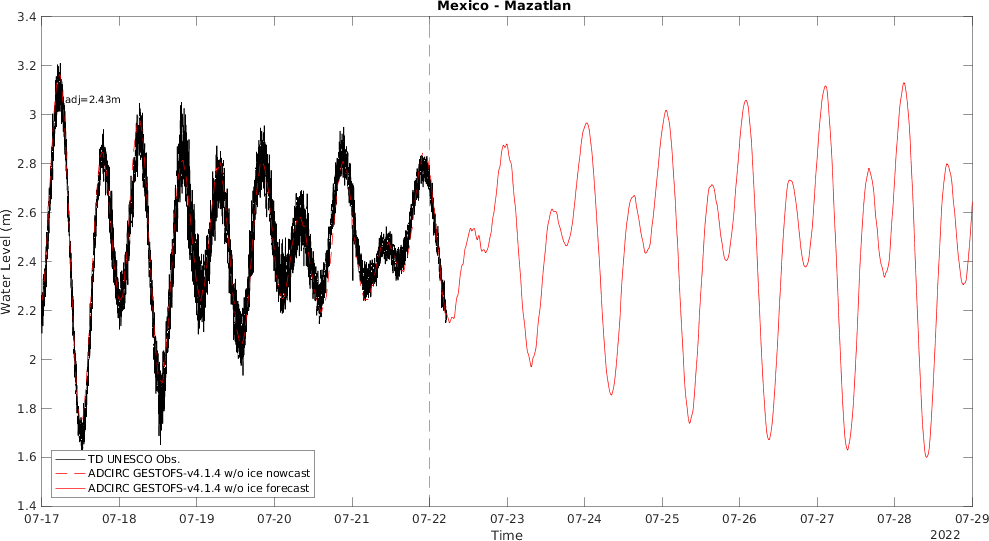 Mexico - Mazatlan
3.4
3.2
3
2.8
2.6
2.4
2.2
2
1.8
1.6
1.4
Water Level (m)
adj=2.43m
TD UNESCO Obs.
ADCIRC GESTOFS-v4.1.4 w/o ice nowcast
ADCIRC GESTOFS-v4.1.4 w/o ice forecast
07-17 07-18 07-19 07-20 07-21 07-22 07-23 07-24 07-25 07-26 07-27 07-28 07-29
Time
2022